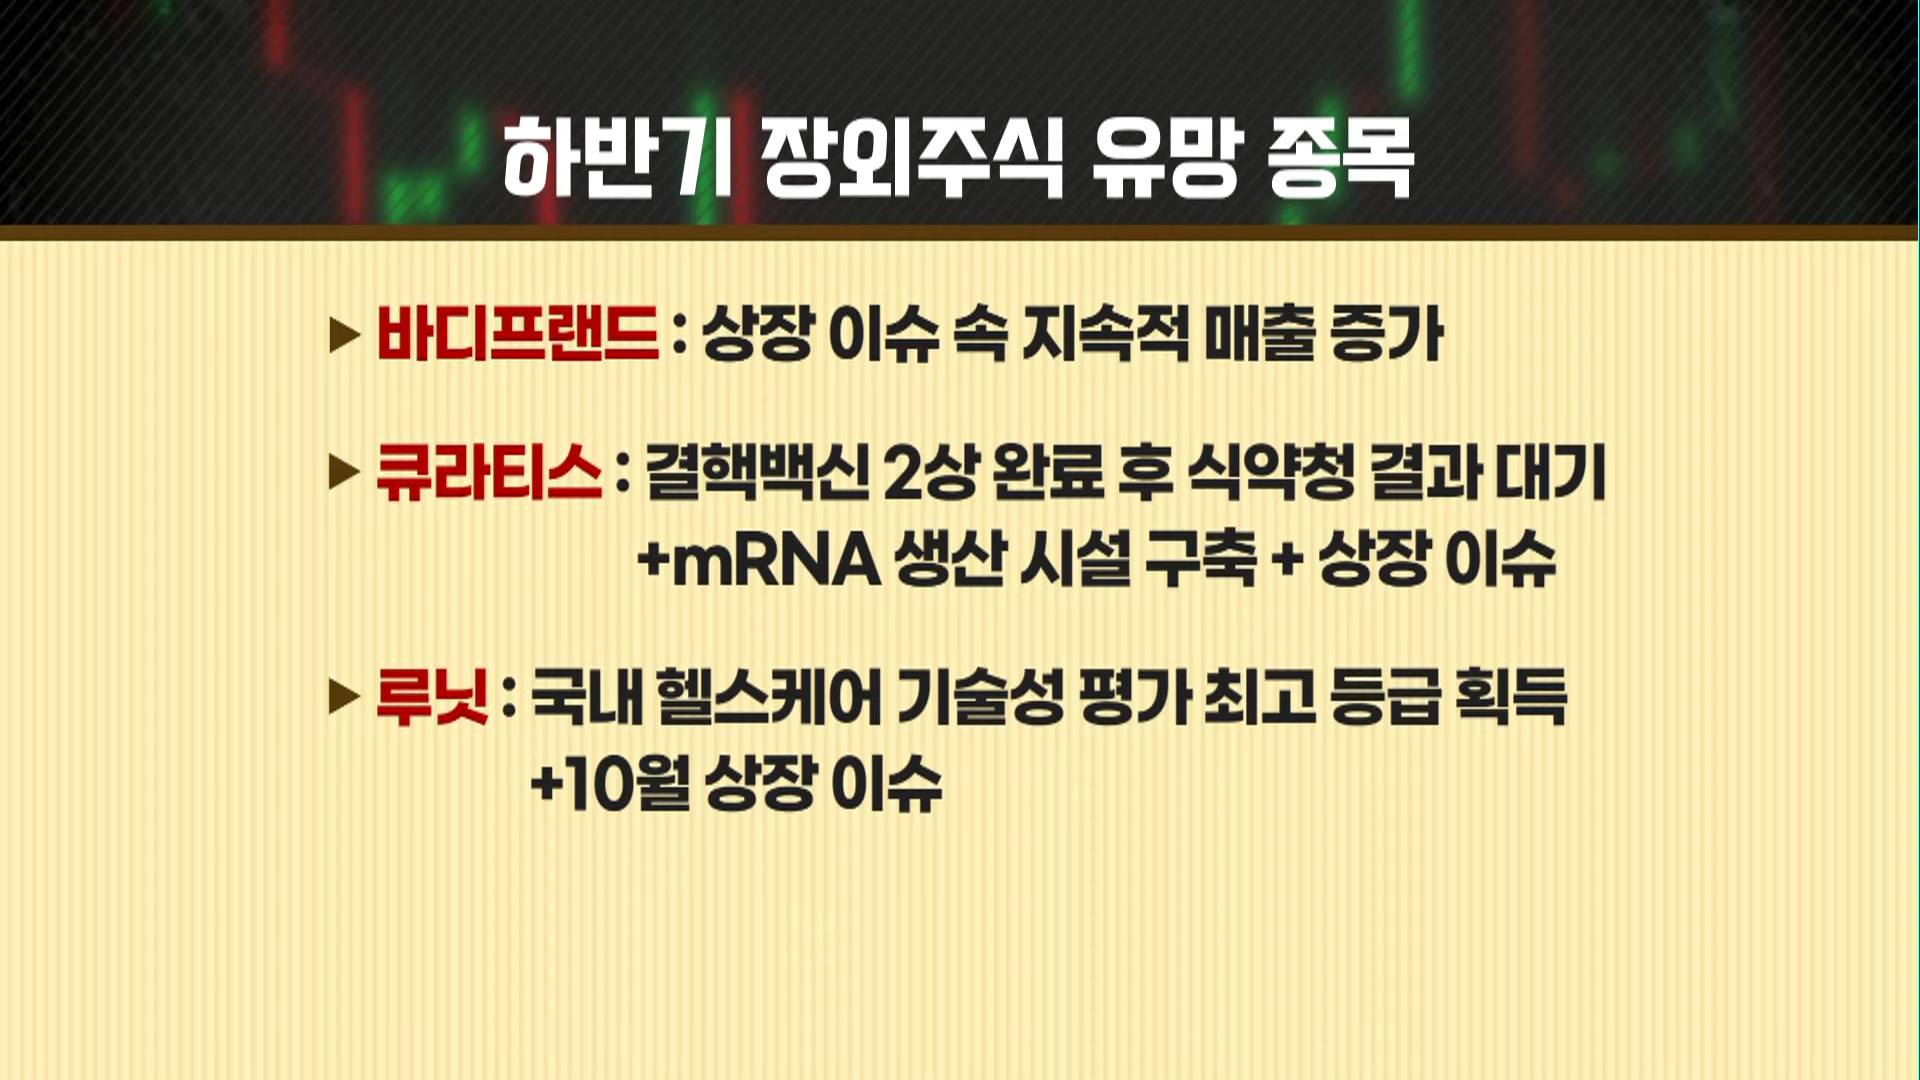 하반기 장외주식 유망 종목
▶ 바디프랜드 : 상장 이슈 속 지속적 매출 증가
▶ 큐라티스 : 결핵백신 2상 완료 후 식약청 결과 대기
+mRNA 생산 시설 구축 + 상장 이슈
▶ 루닛 : 국내 헬스케어 기술성 평가 최고 등급 획득
+10월 상장 이슈